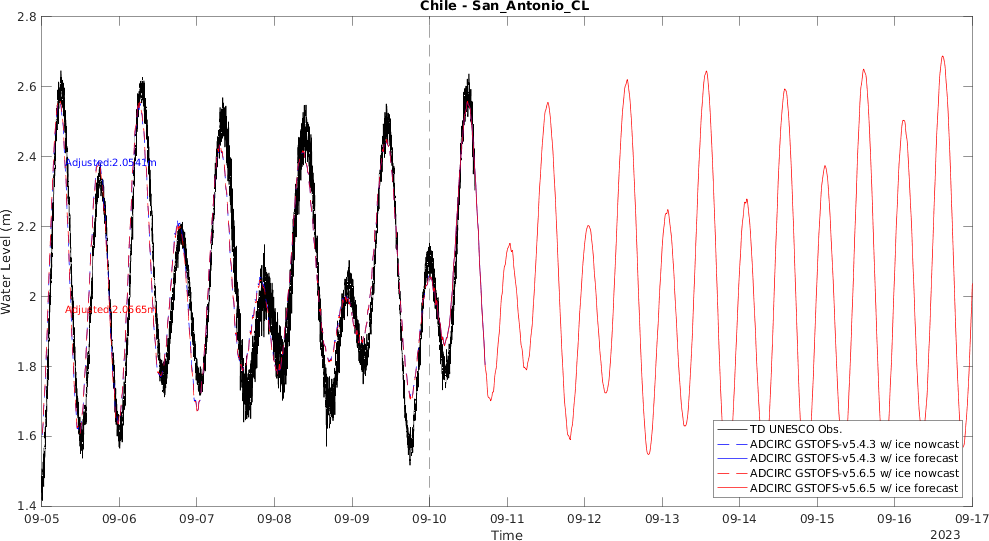 Chile - San_Antonio_CL
2.8
2.6
2.4
2.2
2
1.8
1.6
1.4
Water Level (m)
Adjusted:2.0541m
Adjusted:2.0665m
TD UNESCO Obs.
ADCIRC GSTOFS-v5.4.3 w/ ice nowcast
ADCIRC GSTOFS-v5.4.3 w/ ice forecast
ADCIRC GSTOFS-v5.6.5 w/ ice nowcast
ADCIRC GSTOFS-v5.6.5 w/ ice forecast
09-05 09-06 09-07 09-08 09-09 09-10 09-11 09-12 09-13 09-14 09-15 09-16 09-17
Time
2023